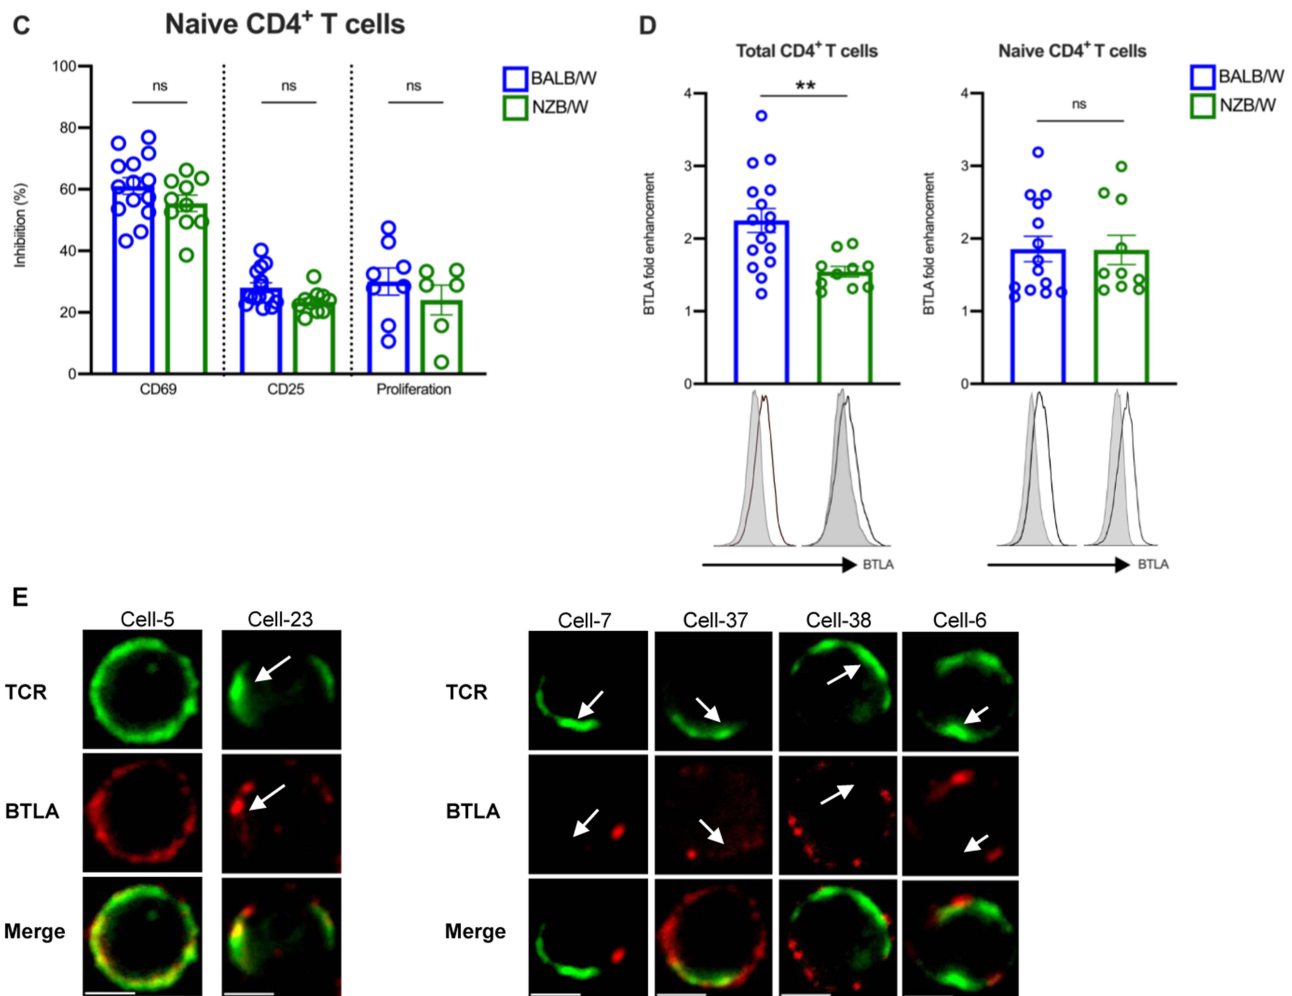 C
Naive CD4+ T cells
Inhibiition (%)
100
80
60
40
20
0
ns
ns
ns
CD69
CD25
Proliferation
BALB/W
NZB/W
D
Total CD4+ T cells
BTLA fold enhancement
4
3
2
1
0
**
BTLA
Naive CD4+ T cells
BTLA fold enhancement
4
3
2
1
0
ns
BTLA
BALB/W
NZB/W
E
Cell-5
Cell-23
TCR
BTLA
Merge
Cell-7
Cell-37
Cell-38
Cell-6
TCR
BTLA
Merge